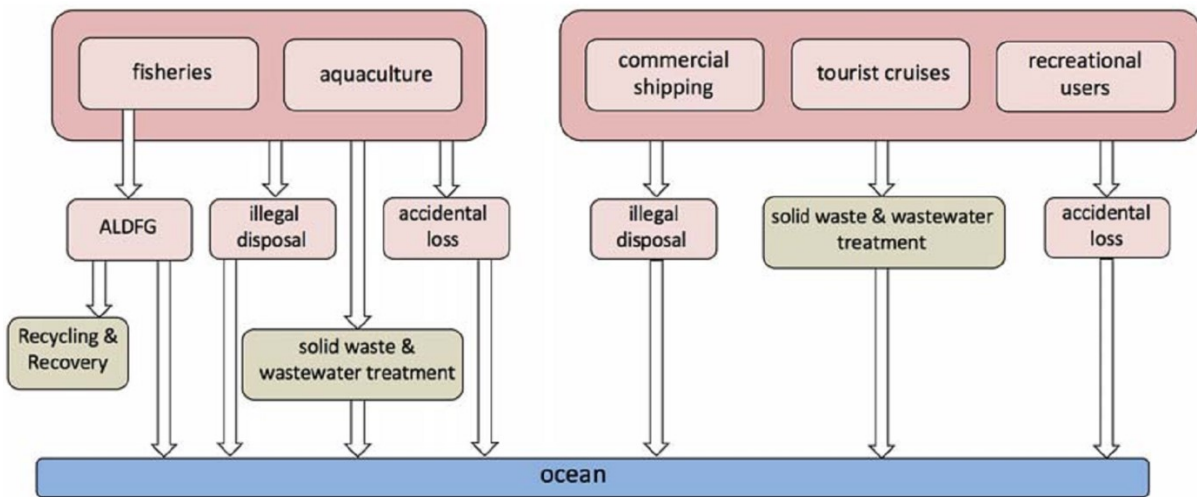 fisheries
aquaculture
commercial
shipping
tourist cruises
recreational
users
ALDFG
illegal
disposal
accidental
loss
illegal
disposal
solid waste & wastewater
treatment
accidental
loss
Recycling &
Recovery
solid waste &
wastewater treatment
ocean